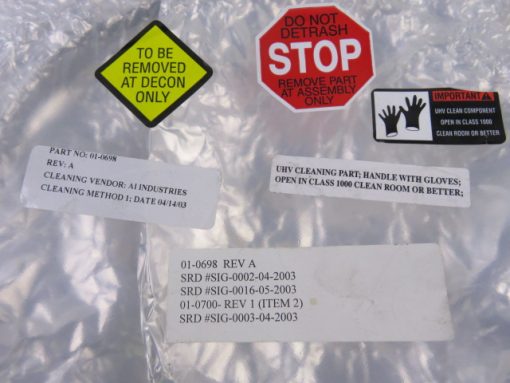 TO BE
REMOVED
AT DECON
ONLY
DO NOT
DETRASH
STOP
REMOVE PART
AT ASSEMBLY
ONLY
IMPORTANT
UHV CLEAN COMPONENT
OPEN IN CLASS 1000
CLEAN ROOM OR BETTER
PART NO: 01-0698
REV: A
CLEANING VENDOR: A1 INDUSTRIES
CLEANING METHOD 1: DATE 04/14/03
UHV CLEANING PART; HANDLE WITH GLOVES;
OPEN IN CLASS 1000 CLEAN ROOM OR BETTER;
01-0698 REV A
SRD #SIG-0002-04-2003
SRD #SIG-0016-05-2003
01-0700- REV 1 (ITEM 2)
SRD #SIG-0003-04-2003